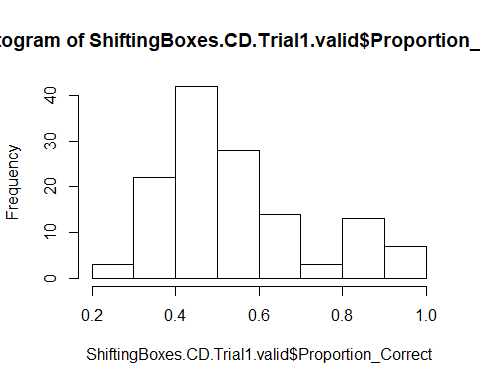 togram of ShiftingBoxes.CD.Trial1.valid$Proportion_
Frequency
40
30
20
10
0
0.2 0.4 0.6 0.8 1.0
ShiftingBoxes.CD.Trial1.valid$Proportion_Correct